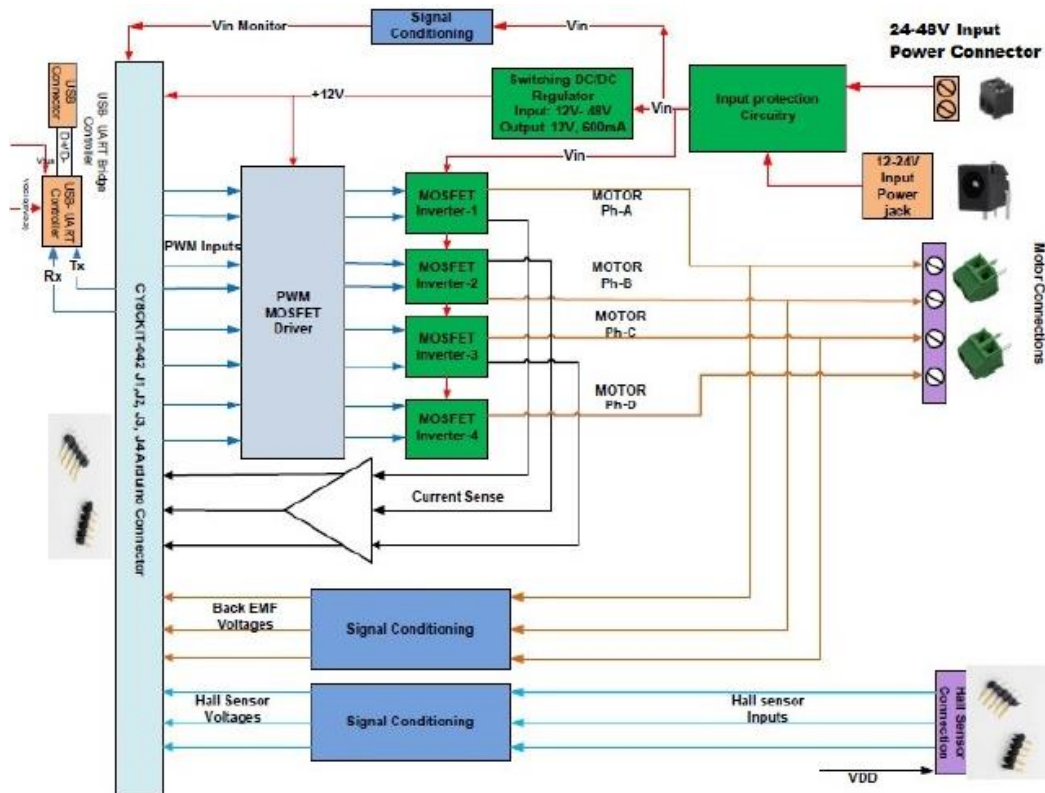 Vin Monitor
Signal
Conditioning
Vin
24-48V Input
Power Connector
Switching DC/DC
Regulator
Input: 12V- 48V
Output 12V, 600mA
Vin
Input protection
Circuitry
+12V
Vin
12-24V
Input
Power
jack
USB
Connector
D+/D-
USB- UART Bridge
Controller
USB- UART
Controller
Rx
Tx
PWM Inputs
PWM
MOSFET
Driver
MOSFET
Inverter-1
MOSFET
Inverter-2
MOSFET
Inverter-3
MOSFET
Inverter-4
MOTOR
Ph-A
MOTOR
Ph-B
MOTOR
Ph-C
MOTOR
Ph-D
Motor Connections
CY8CKIT-042 J1,J2, J3, J4 Arduino Connector
Current Sense
Back EMF
Voltages
Signal Conditioning
Hall Sensor
Voltages
Signal Conditioning
Hall sensor
Inputs
Hall Sensor
Connection
VDD